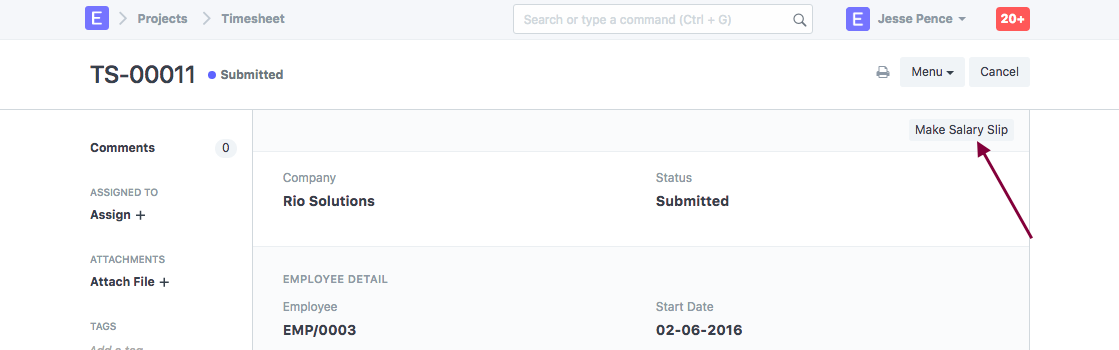 E Projects Timesheet Search or type a command (Ctrl + G) E Jesse Pence 20+
TS-00011 Submitted Menu Cancel
Make Salary Slip
Comments 0
Company Status
ASSIGNED TO
Rio Solutions Submitted
Assign +
ATTACHMENTS
Attach File +
EMPLOYEE DETAIL
Employee Start Date
TAGS
EMP/0003 02-06-2016
Add a tag